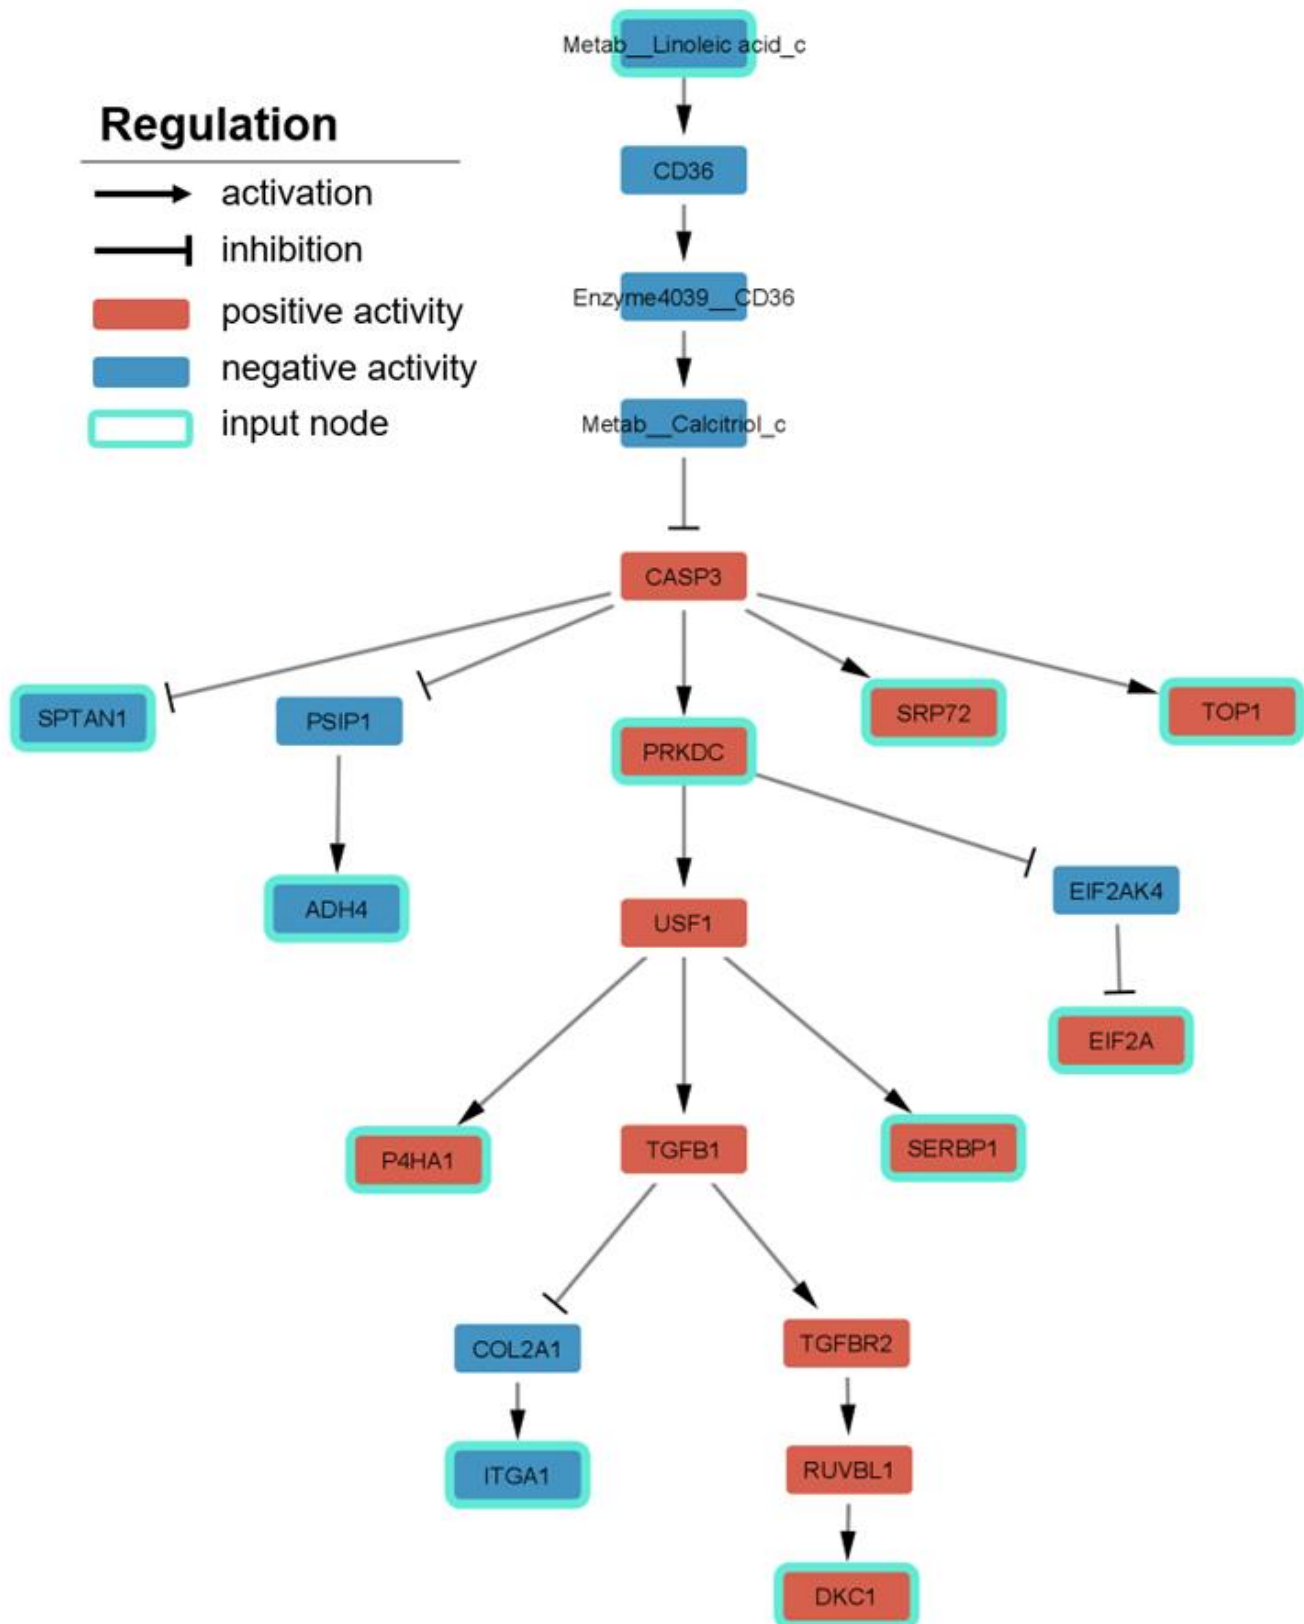 Metab__Linoleic acid_c
Regulation
activation
inhibition
positive activity
negative activity
input node
CD36
Enzyme4039__CD36
Metab__Calcitriol_c
CASP3
SPTAN1
PSIP1
PRKDC
SRP72
TOP1
ADH4
USF1
EIF2AK4
EIF2A
P4HA1
TGFB1
SERBP1
COL2A1
TGFBR2
ITGA1
RUVBL1
DKC1